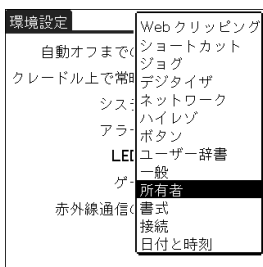 環境設定
自動オフまで
クレードル上で常
シス
アラー
LED
ゲー
赤外線通信
Webクリッピング
ショートカット
ジョグ
デジタイザ
ネットワーク
ハイレゾ
ボタン
ユーザー辞書
一般
所有者
書式
接続
日付と時刻